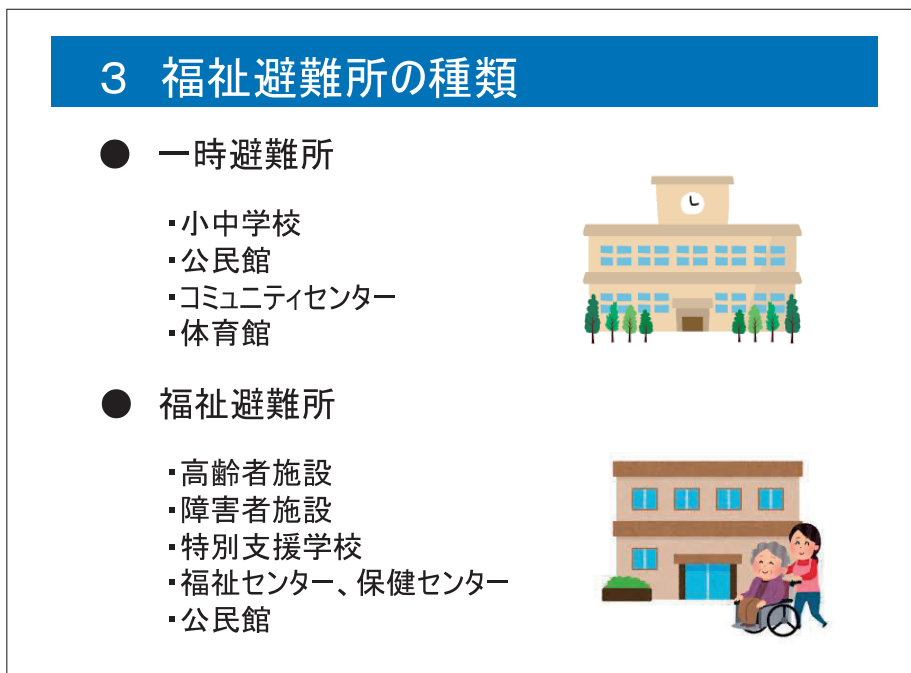 3 福祉避難所の種類
● 一時避難所
・小中学校
・公民館
・コミュニティセンター
・体育館
● 福祉避難所
・高齢者施設
・障害者施設
・特別支援学校
・福祉センター、保健センター
・公民館